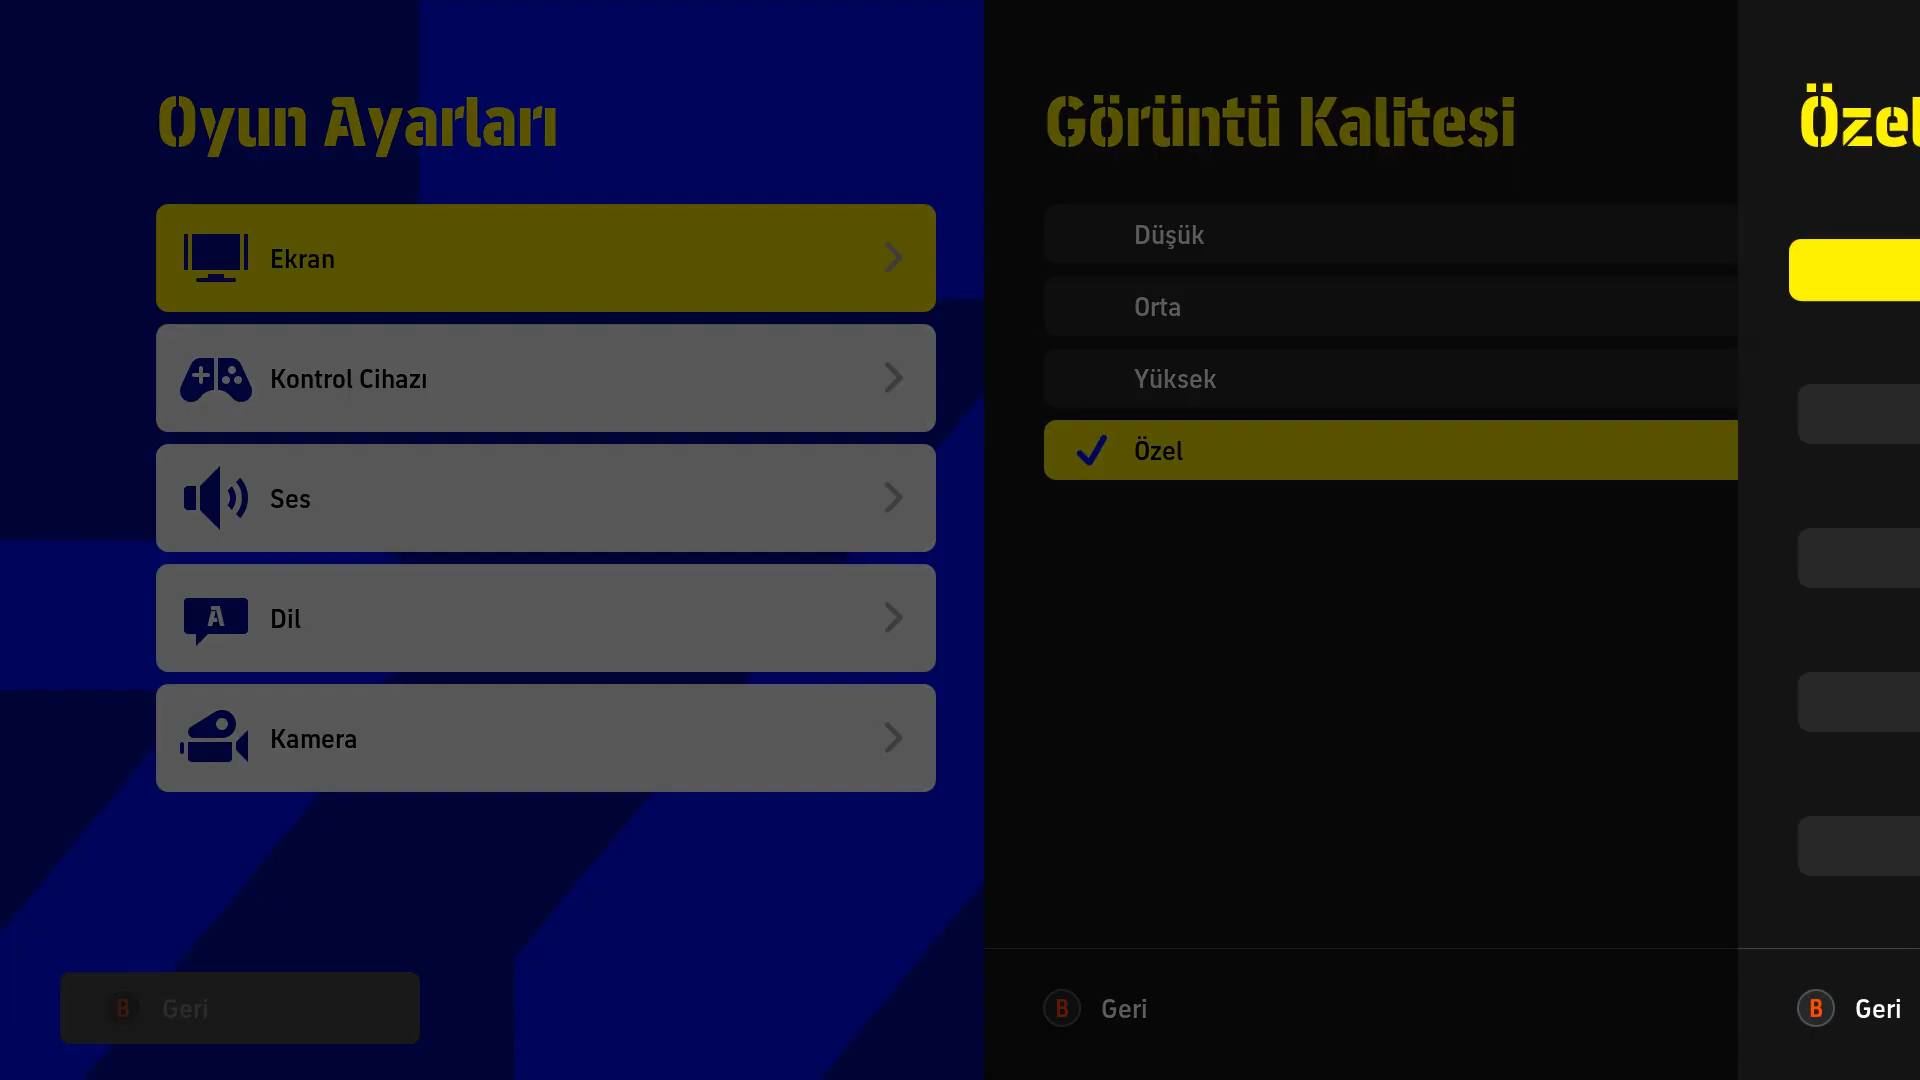 Oyun Ayarları
Ekran
Kontrol Cihazı
Ses
A
Dil
Kamera
B Geri
Görüntü Kalitesi
Düşük
Orta
Yüksek
Özel
B Geri
Özel
B Geri